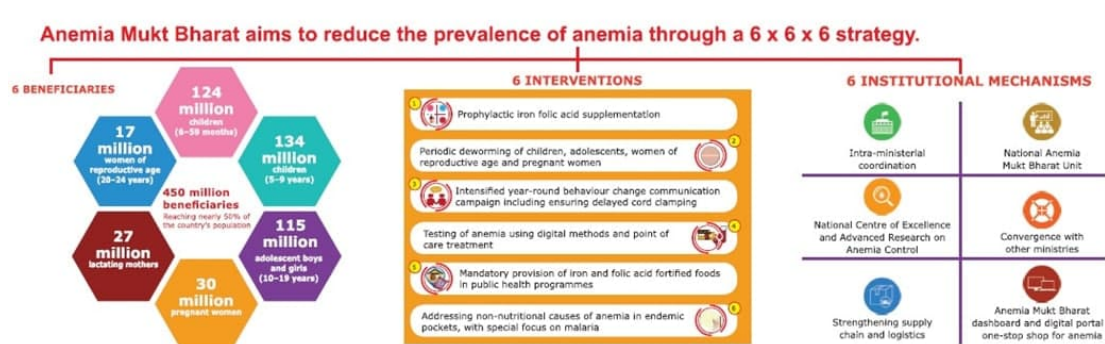 Anemia Mukt Bharat aims to reduce the prevalence of anemia through a 6 x 6 x 6 strategy.
6 BENEFICIARIES
124
million
children
(6-59 months)
17
million
women of
reproductive age
(20-24 years)
134
million
children
(5-9 years)
450 million
beneficiaries
Reaching nearly 50% of
the country's population
27
million
lactating mothers
115
million
adolescent boys
and girls
(10-19 years)
30
million
pregnant women
6 INTERVENTIONS
1
Prophylactic iron folic acid supplementation
2
Periodic deworming of children, adolescents, women of
reproductive age and pregnant women
3
Intensified year-round behaviour change communication
campaign including ensuring delayed cord clamping
4
Testing of anemia using digital methods and point of
care treatment
5
Mandatory provision of iron and folic acid fortified foods
in public health programmes
6
Addressing non-nutritional causes of anemia in endemic
pockets, with special focus on malaria
6 INSTITUTIONAL MECHANISMS
Intra-ministerial
coordination
National Anemia
Mukt Bharat Unit
National Centre of Excellence
and Advanced Research on
Anemia Control
Convergence with
other ministries
Strengthening supply
chain and logistics
Anemia Mukt Bharat
dashboard and digital portal
one-stop shop for anemia